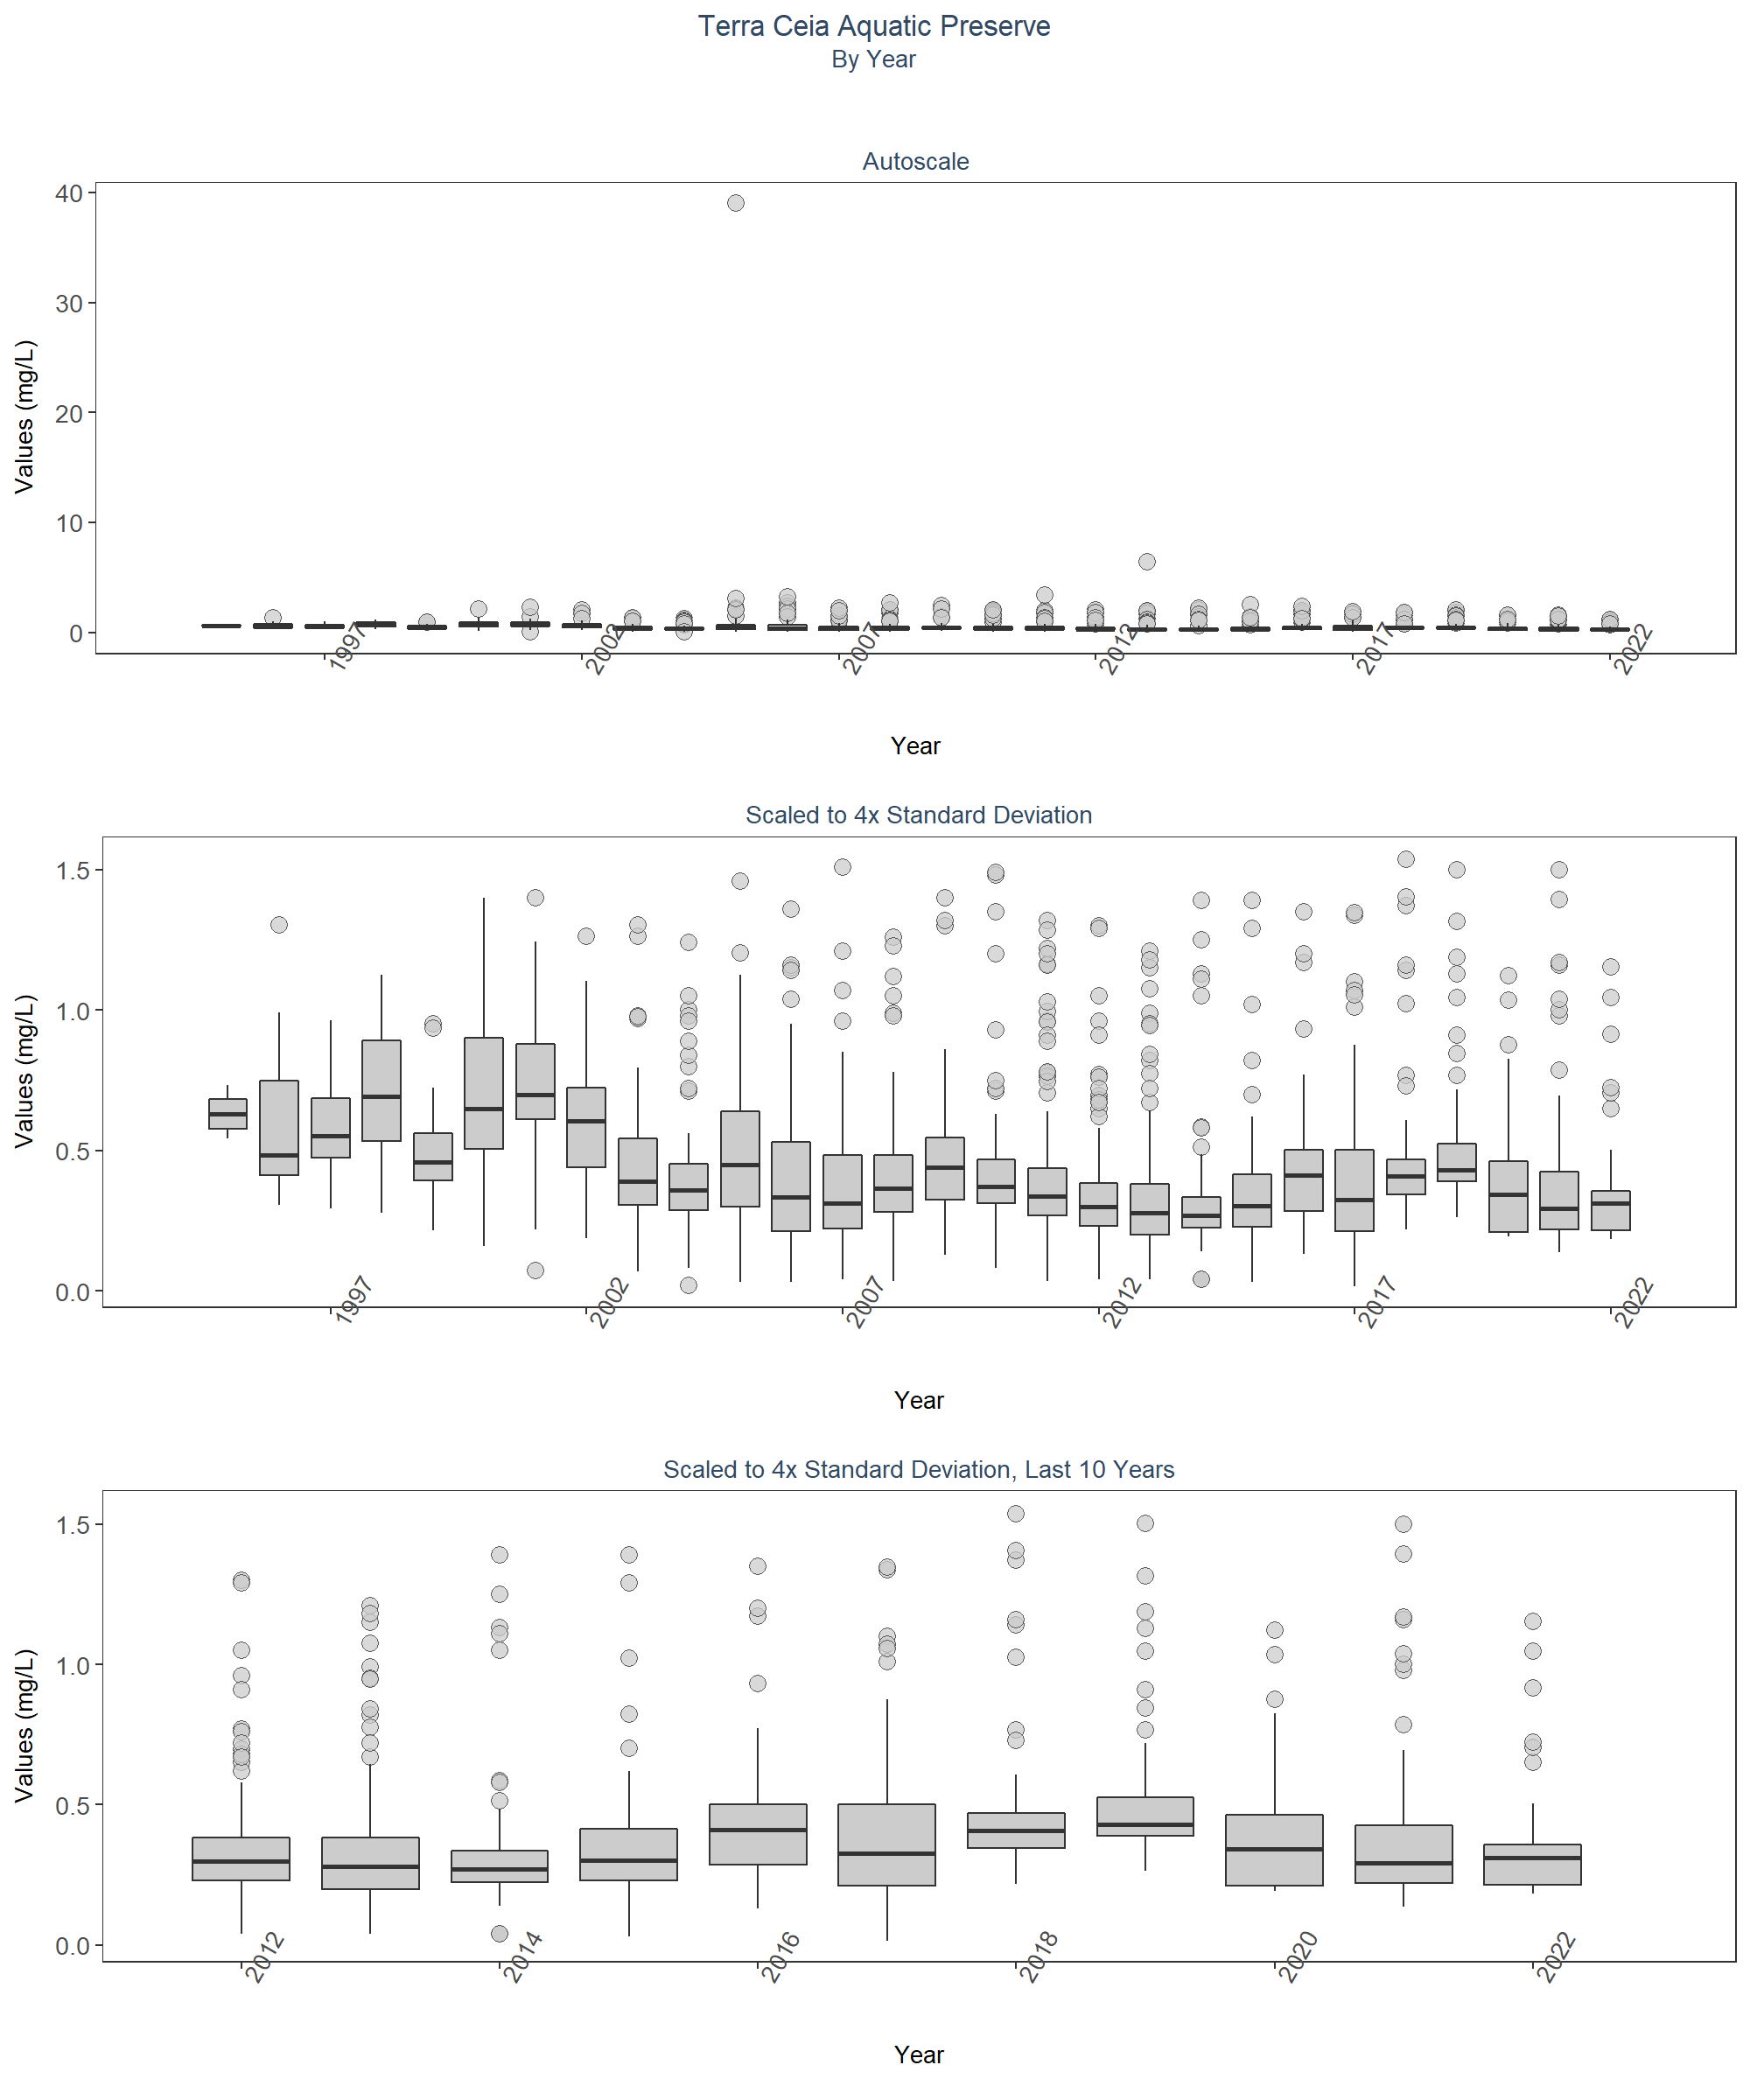 Terra Ceia Aquatic Preserve
By Year
Autoscale
Values (mg/L)
40
30
20
10
0
1997
2002
2007
2012
2017
2022
Year
Scaled to 4x Standard Deviation
Values (mg/L)
1.5
1.0
0.5
0.0
1997
2002
2007
2012
2017
2022
Year
Scaled to 4x Standard Deviation, Last 10 Years
Values (mg/L)
1.5
1.0
0.5
0.0
2012
2014
2016
2018
2020
2022
Year